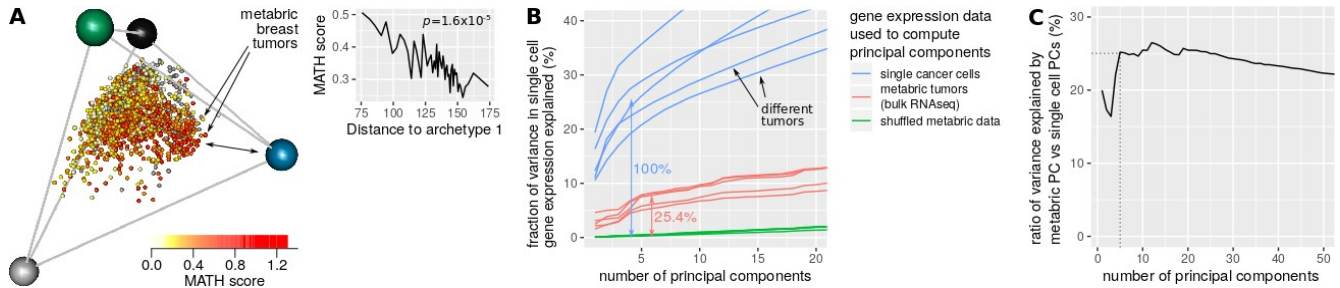 A
metabric
breast
tumors
0.0
0.4
0.8
1.2
MATH score
MATH score
0.5
0.4
0.3
p=1.6x10⁻⁵
75
100
125
150
175
Distance to archetype 1
B
fraction of variance in single cell
gene expression explained (%)
40
30
20
10
0
100%
25.4%
different
tumors
5
10
15
20
number of principal components
gene expression data
used to compute
principal components
single cancer cells
metabric tumors
(bulk RNAseq)
shuffled metabric data
C
ratio of variance explained by
metabric PC vs single cell PCs (%)
30
20
10
0
0
10
20
30
40
50
number of principal components